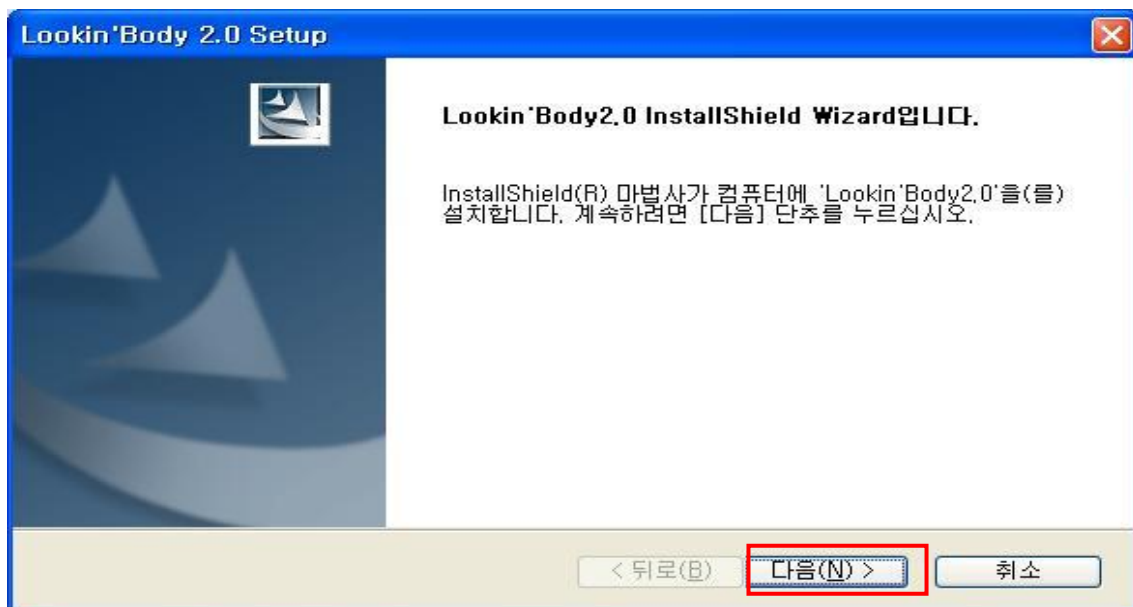 Lookin'Body 2.0 Setup
Lookin'Body2.0 InstallShield Wizard입니다.
InstallShield(R) 마법사가 컴퓨터에 'Lookin'Body2.0'을(를)
설치합니다. 계속하려면 [다음] 단추를 누르십시오.
< 뒤로(B) 다음(N) > 취소